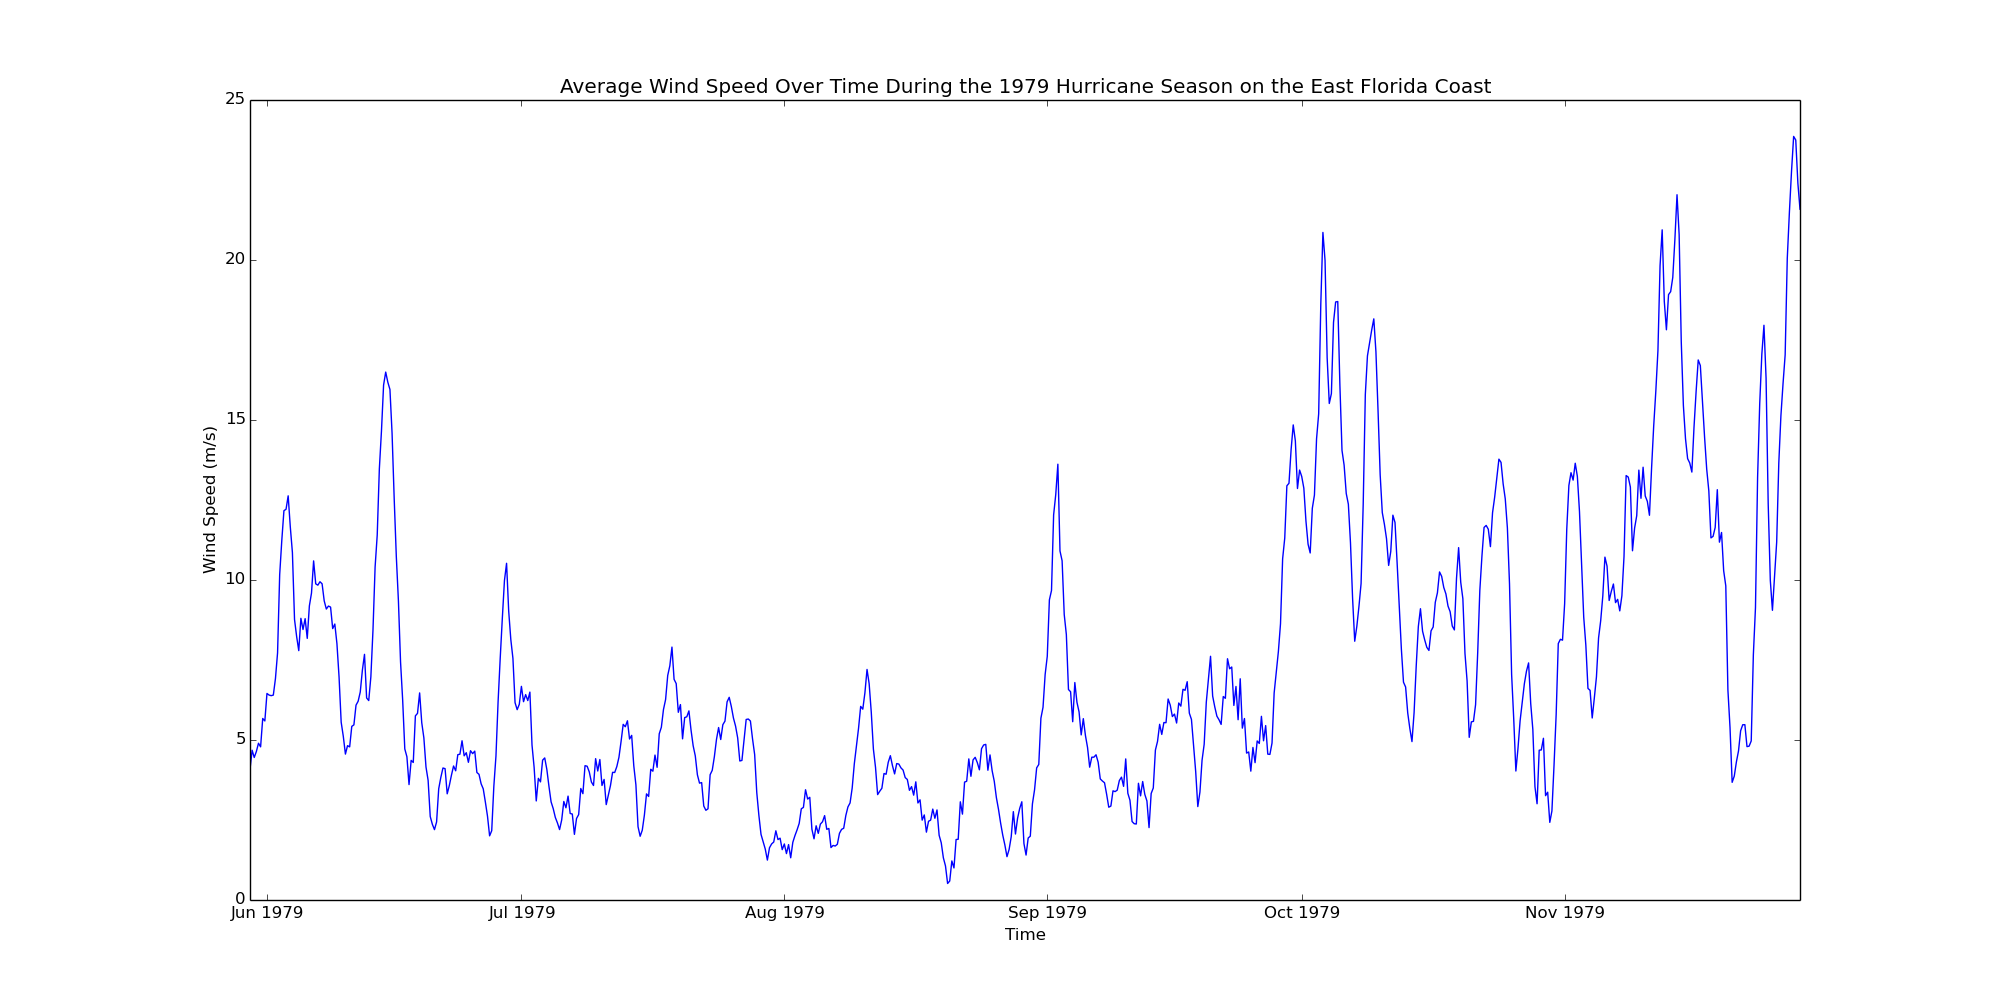 Average Wind Speed Over Time During the 1979 Hurricane Season on the East Florida Coast
25
20
15
10
5
0
Wind Speed (m/s)
Jun 1979 Jul 1979 Aug 1979 Sep 1979 Oct 1979 Nov 1979
Time